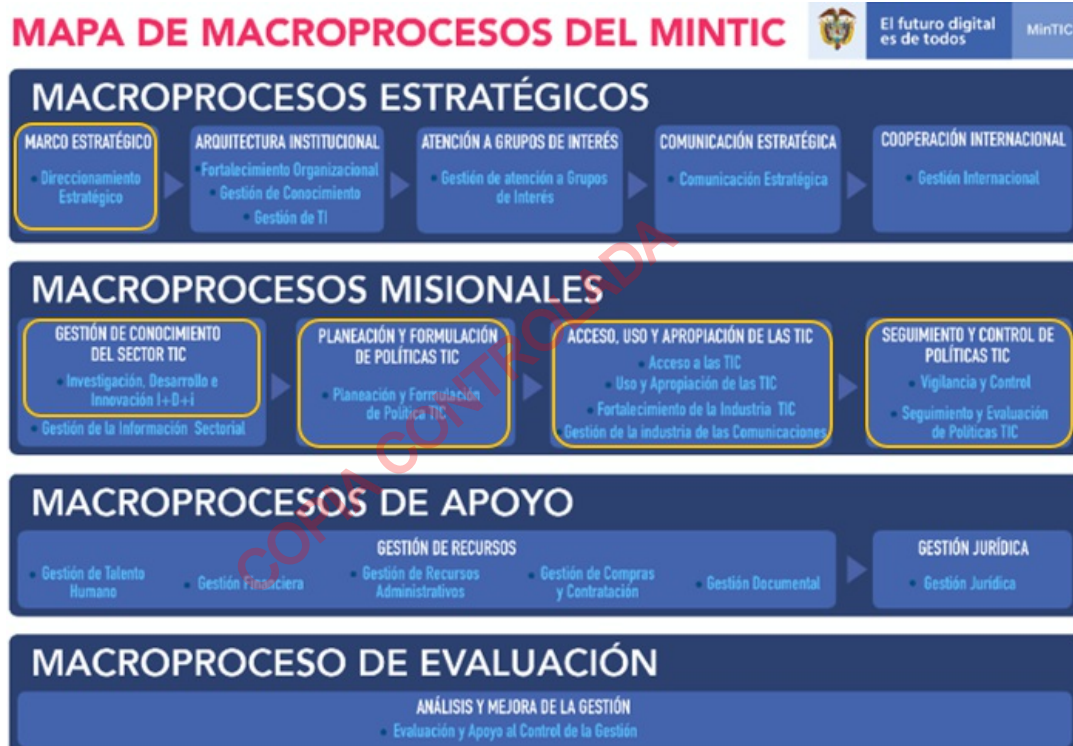 MAPA DE MACROPROCESOS DEL MINTIC
El futuro digital
es de todos
MinTIC
MACROPROCESOS ESTRATÉGICOS
MARCO ESTRATÉGICO
• Direccionamiento
Estratégico
ARQUITECTURA INSTITUCIONAL
•Fortalecimiento Organizacional
• Gestión de Conocimiento
• Gestión de TI
ATENCIÓN A GRUPOS DE INTERÉS
• Gestión de atención a Grupos
de Interés
COMUNICACIÓN ESTRATÉGICA
• Comunicación Estratégica
COOPERACIÓN INTERNACIONAL
• Gestión Internacional
MACROPROCESOS MISIONALES
GESTIÓN DE CONOCIMIENTO
DEL SECTOR TIC
• Investigación, Desarrollo e
Innovación I+D+i
• Gestión de la Información Sectorial
PLANEACIÓN Y FORMULACIÓN
DE POLÍTICAS TIC
• Planeación y Formulación
de Política TIC
ACCESO, USO Y APROPIACIÓN DE LAS TIC
• Acceso a las TIC
• Uso y Apropiación de las TIC
• Fortalecimiento de la Industria TIC
Gestión de la industria de las Comunicaciones
SEGUIMIENTO Y CONTROL DE
POLÍTICAS TIC
• Vigilancia y Control
• Seguimiento y Evaluación
de Políticas TIC
MACROPROCESOS DE APOYO
GESTIÓN DE RECURSOS
• Gestión de Talento
Humano
• Gestión Financiera
• Gestión de Recursos
Administrativos
• Gestión de Compras
y Contratación
• Gestión Documental
GESTIÓN JURÍDICA
• Gestión Jurídica
MACROPROCESO DE EVALUACIÓN
ANÁLISIS Y MEJORA DE LA GESTIÓN
• Evaluación y Apoyo al Control de la Gestión
COPIA CONTROLADA